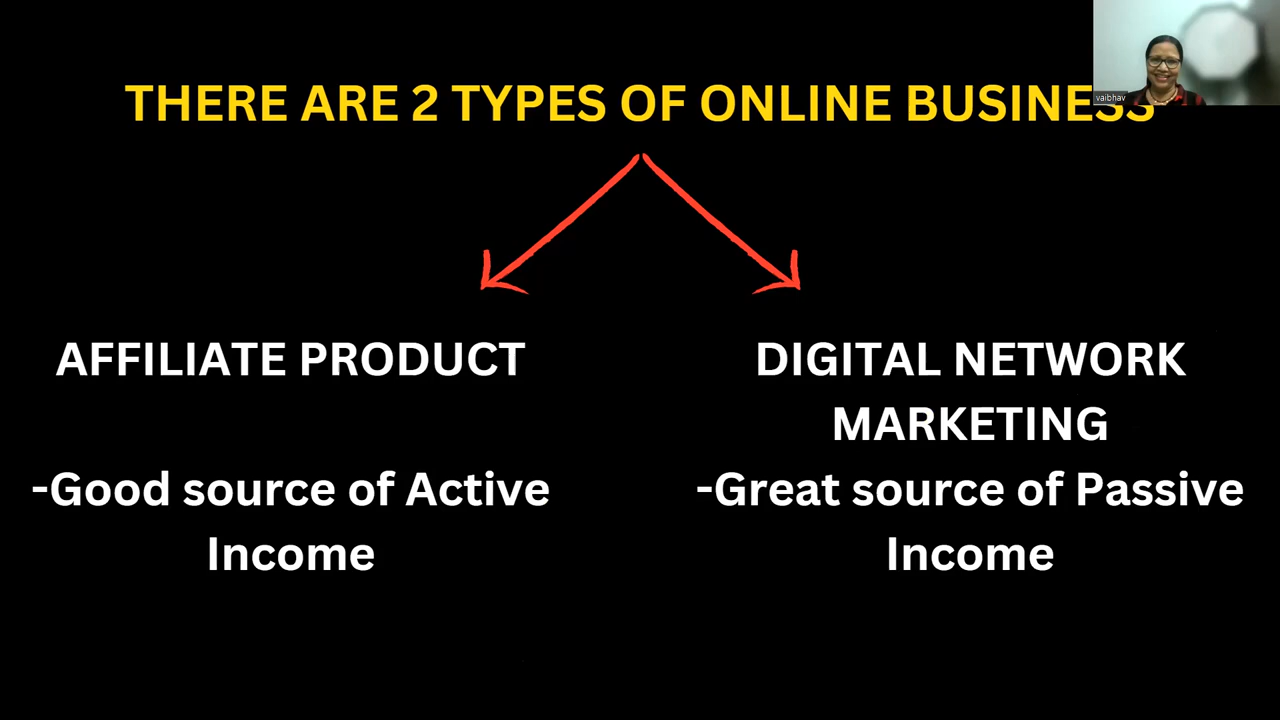 THERE ARE 2 TYPES OF ONLINE BUSINESS
vaibhav
AFFILIATE PRODUCT
-Good source of Active
Income
DIGITAL NETWORK
MARKETING
-Great source of Passive
Income